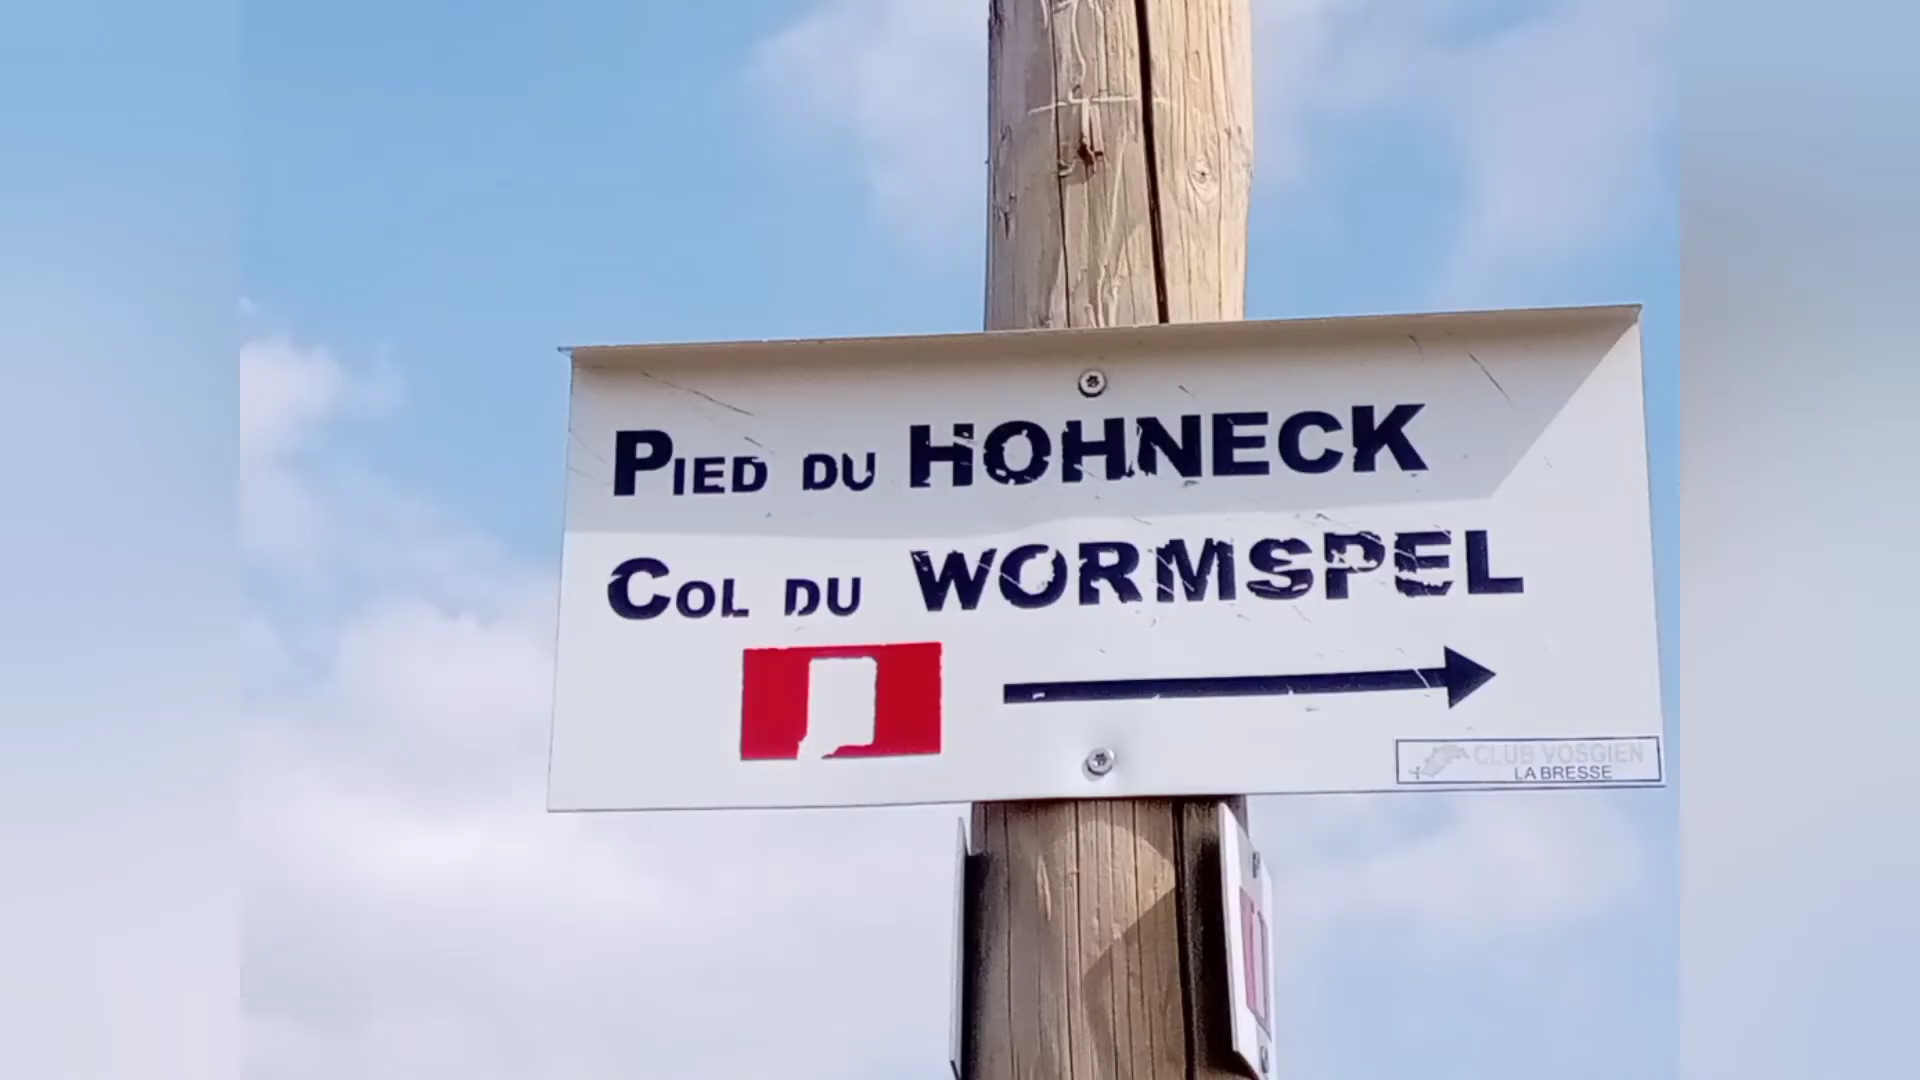 PIED DU HOHNECK
COL DU WORMSPEL
CLUB VOSGIEN
LA BRESSE